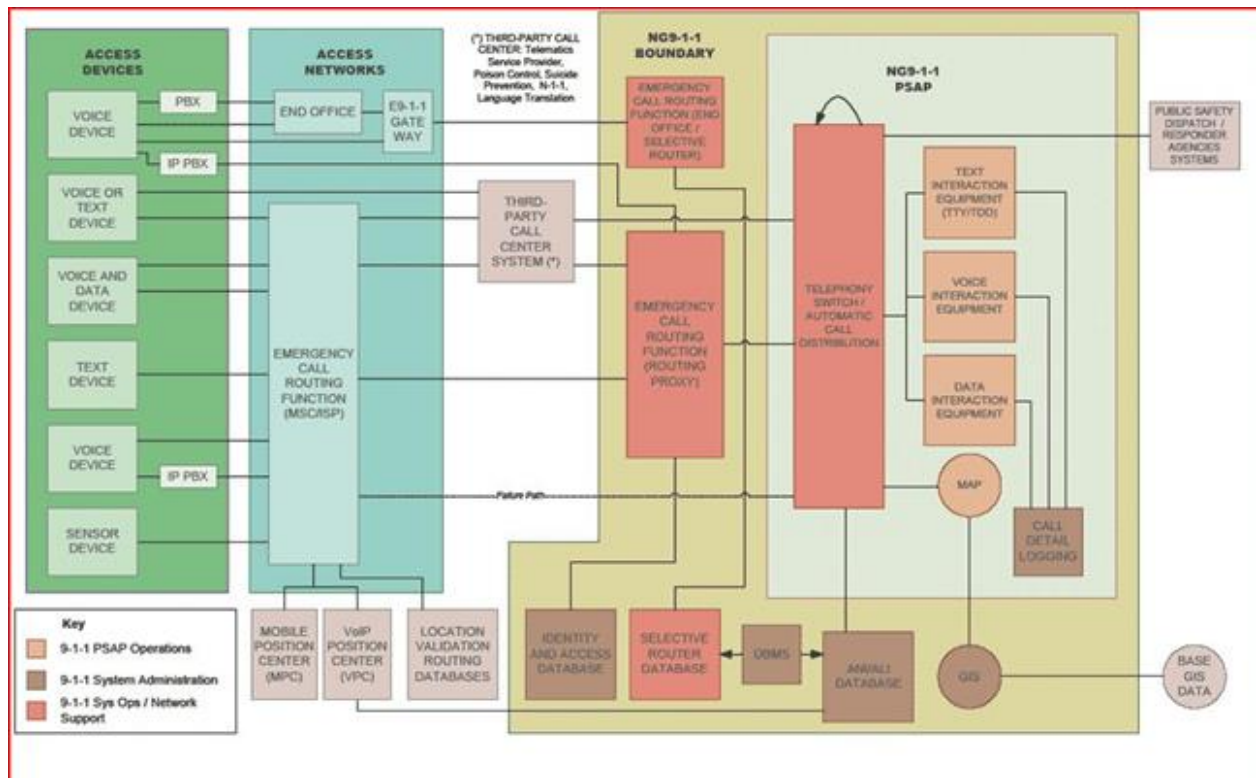 ACCESS
DEVICES
VOICE
DEVICE
PBX
IP PBX
VOICE OR
TEXT
DEVICE
VOICE AND
DATA
DEVICE
TEXT
DEVICE
VOICE
DEVICE
IP PBX
SENSOR
DEVICE
ACCESS
NETWORKS
END OFFICE
E9-1-1
GATE
WAY
EMERGENCY
CALL
ROUTING
FUNCTION
(MSC/ISP)
(*) THIRD-PARTY CALL
CENTER: Telematics
Service Provider,
Poison Control, Suicide
Prevention, N-1-1,
Language Translation
THIRD-
PARTY
CALL
CENTER
SYSTEM (*)
Failure Path
NG9-1-1
BOUNDARY
EMERGENCY
CALL ROUTING
FUNCTION (END
OFFICE /
SELECTIVE
ROUTER)
EMERGENCY
CALL
ROUTING
FUNCTION
(ROUTING
PROXY)
NG9-1-1
PSAP
TELEPHONY
SWITCH /
AUTOMATIC
CALL
DISTRIBUTION
TEXT
INTERACTION
EQUIPMENT
(TTY/TDD)
VOICE
INTERACTION
EQUIPMENT
DATA
INTERACTION
EQUIPMENT
MAP
CALL
DETAIL
LOGGING
PUBLIC SAFETY
DISPATCH /
RESPONDER
AGENCIES
SYSTEMS
MOBILE
POSITION
CENTER
(MPC)
VoIP
POSITION
CENTER
(VPC)
LOCATION
VALIDATION
ROUTING
DATABASES
IDENTITY
AND ACCESS
DATABASE
SELECTIVE
ROUTER
DATABASE
DBMS
ANI/ALI
DATABASE
GIS
BASE
GIS
DATA
Key
9-1-1 PSAP Operations
9-1-1 System Administration
9-1-1 Sys Ops / Network
Support